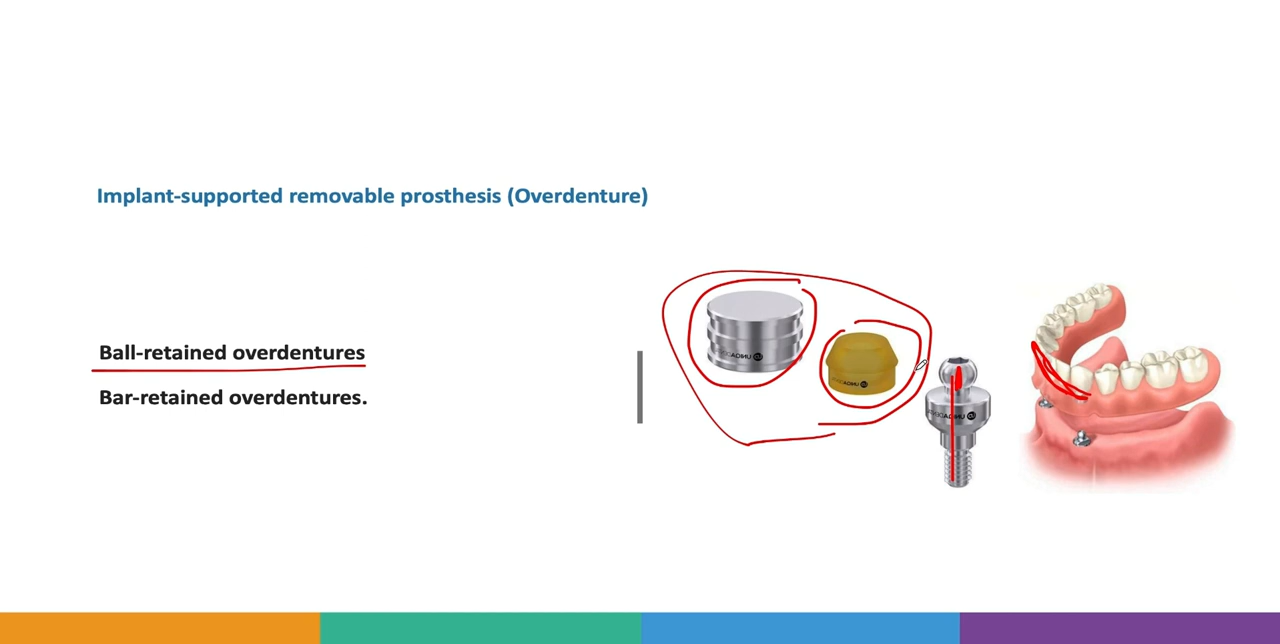 Implant-supported removable prosthesis (Overdenture)
Ball-retained overdentures
Bar-retained overdentures.